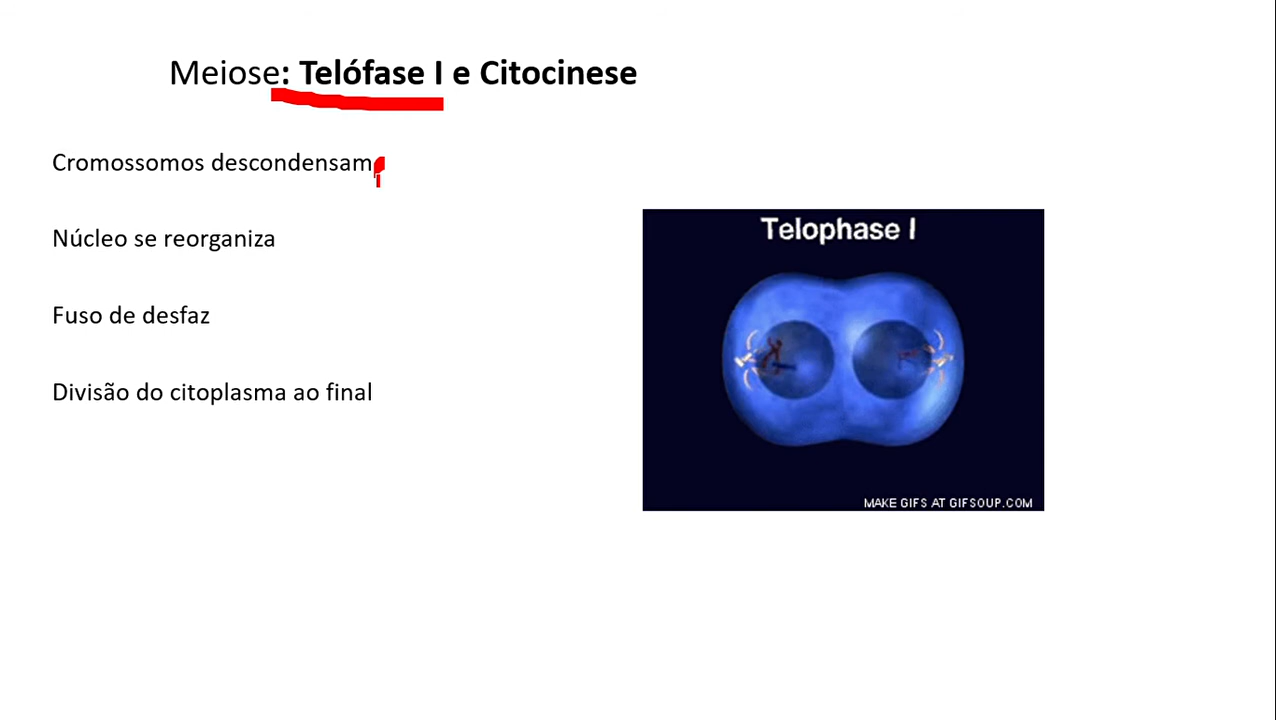 Meiose: Telófase I e Citocinese
Cromossomos descondensam
Núcleo se reorganiza
Fuso de desfaz
Divisão do citoplasma ao final
Telophase I
MAKE GIFS AT GIFSOUP.COM